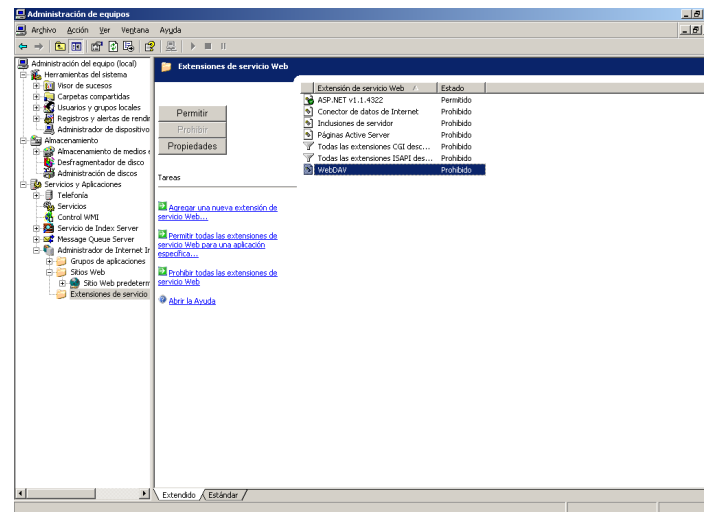 Administración de equipos
Archivo Acción Ver Ventana Ayuda
Administración del equipo (local)
Herramientas del sistema
Visor de sucesos
Carpetas compartidas
Usuarios y grupos locales
Registros y alertas de rendir
Administrador de dispositivo
Almacenamiento
Almacenamiento de medios e
Desfragmentador de disco
Administración de discos
Servicios y Aplicaciones
Telefonía
Servicios
Control WMI
Servicio de Index Server
Message Queue Server
Administrador de Internet Ir
Grupos de aplicaciones
Sitios Web
Sitio Web predeterm
Extensiones de servicio
Extensiones de servicio Web
Permitir
Prohibir
Propiedades
Tareas
Agregar una nueva extensión de
servicio Web...
Permitir todas las extensiones de
servicio Web para una aplicación
específica...
Prohibir todas las extensiones de
servicio Web
Abrir la Ayuda
Extensión de servicio Web Estado
ASP.NET v1.1.4322 Permitido
Conector de datos de Internet Prohibido
Inclusiones de servidor Prohibido
Páginas Active Server Prohibido
Todas las extensiones CGI desc... Prohibido
Todas las extensiones ISAPI des... Prohibido
WebDAV Prohibido
Extendido Estándar